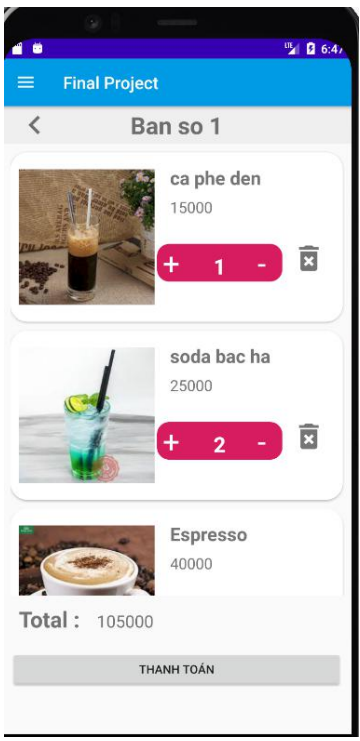 LTE 6:47
Final Project
Ban so 1
ca phe den
15000
+ 1 -
soda bac ha
25000
+ 2 -
Espresso
40000
Total : 105000
THANH TOÁN